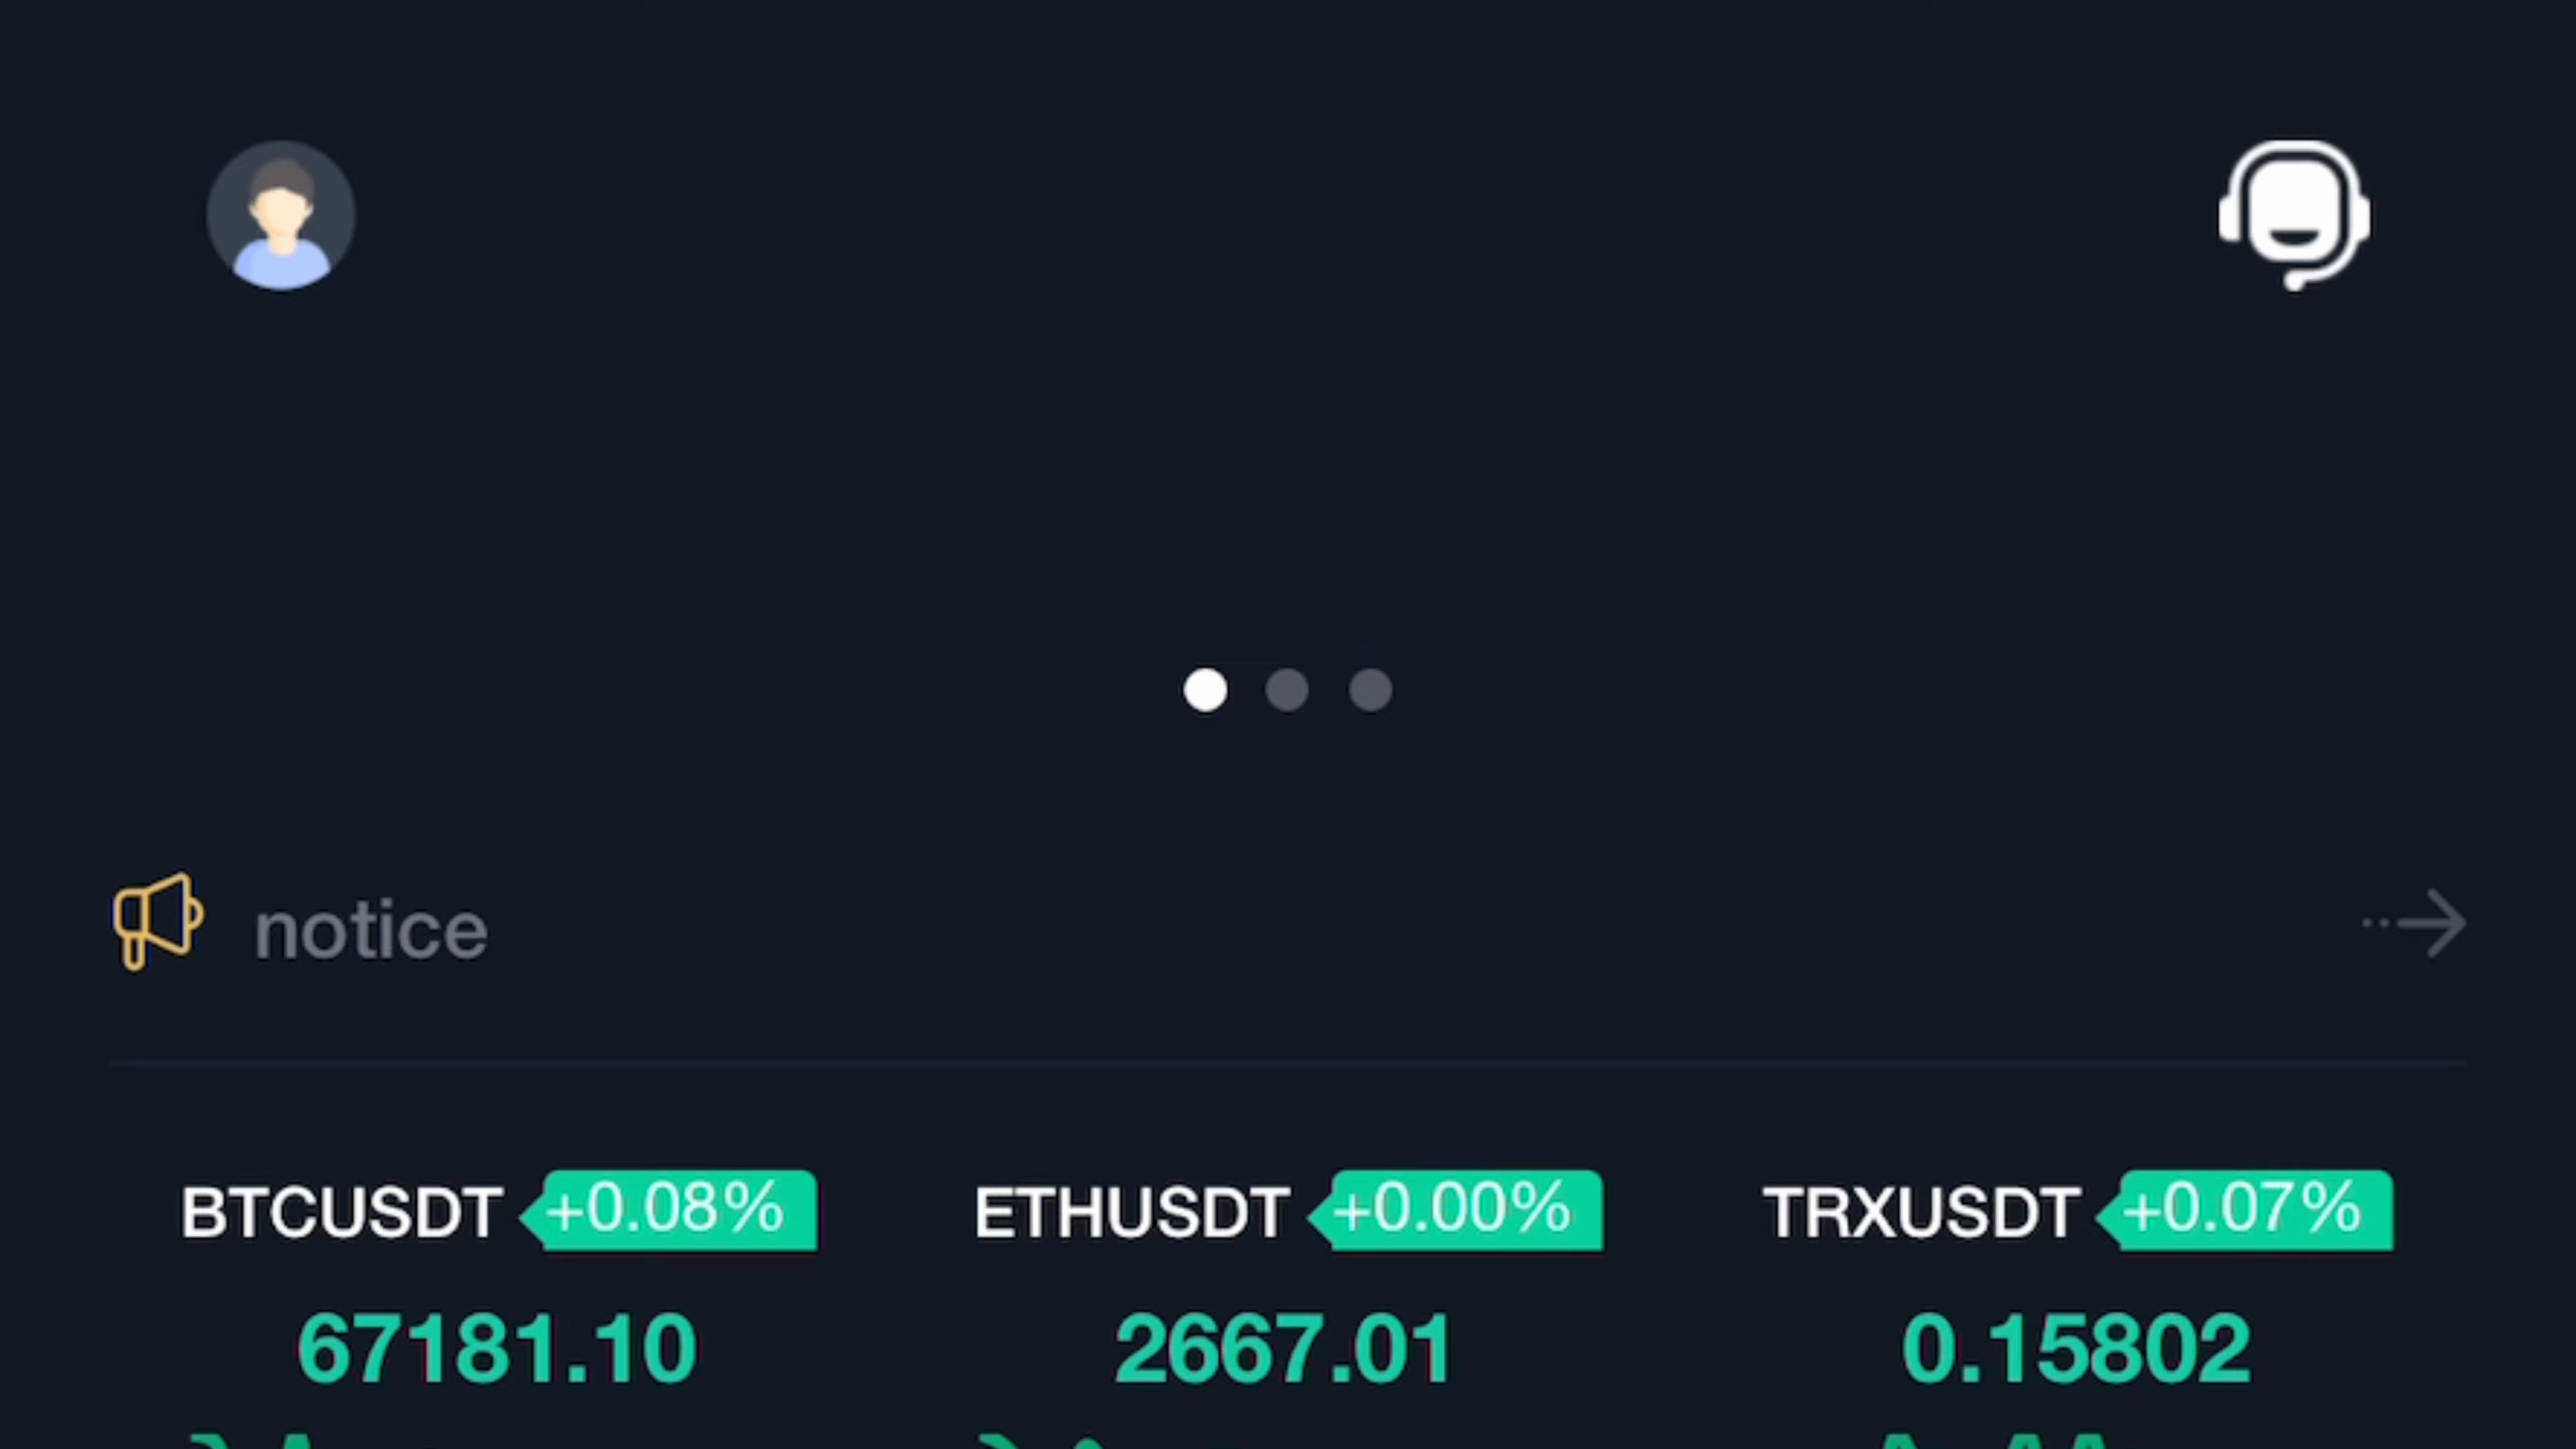 notice
BTCUSDT +0.08% ETHUSDT +0.00% TRXUSDT +0.07%
67181.10 2667.01 0.15802